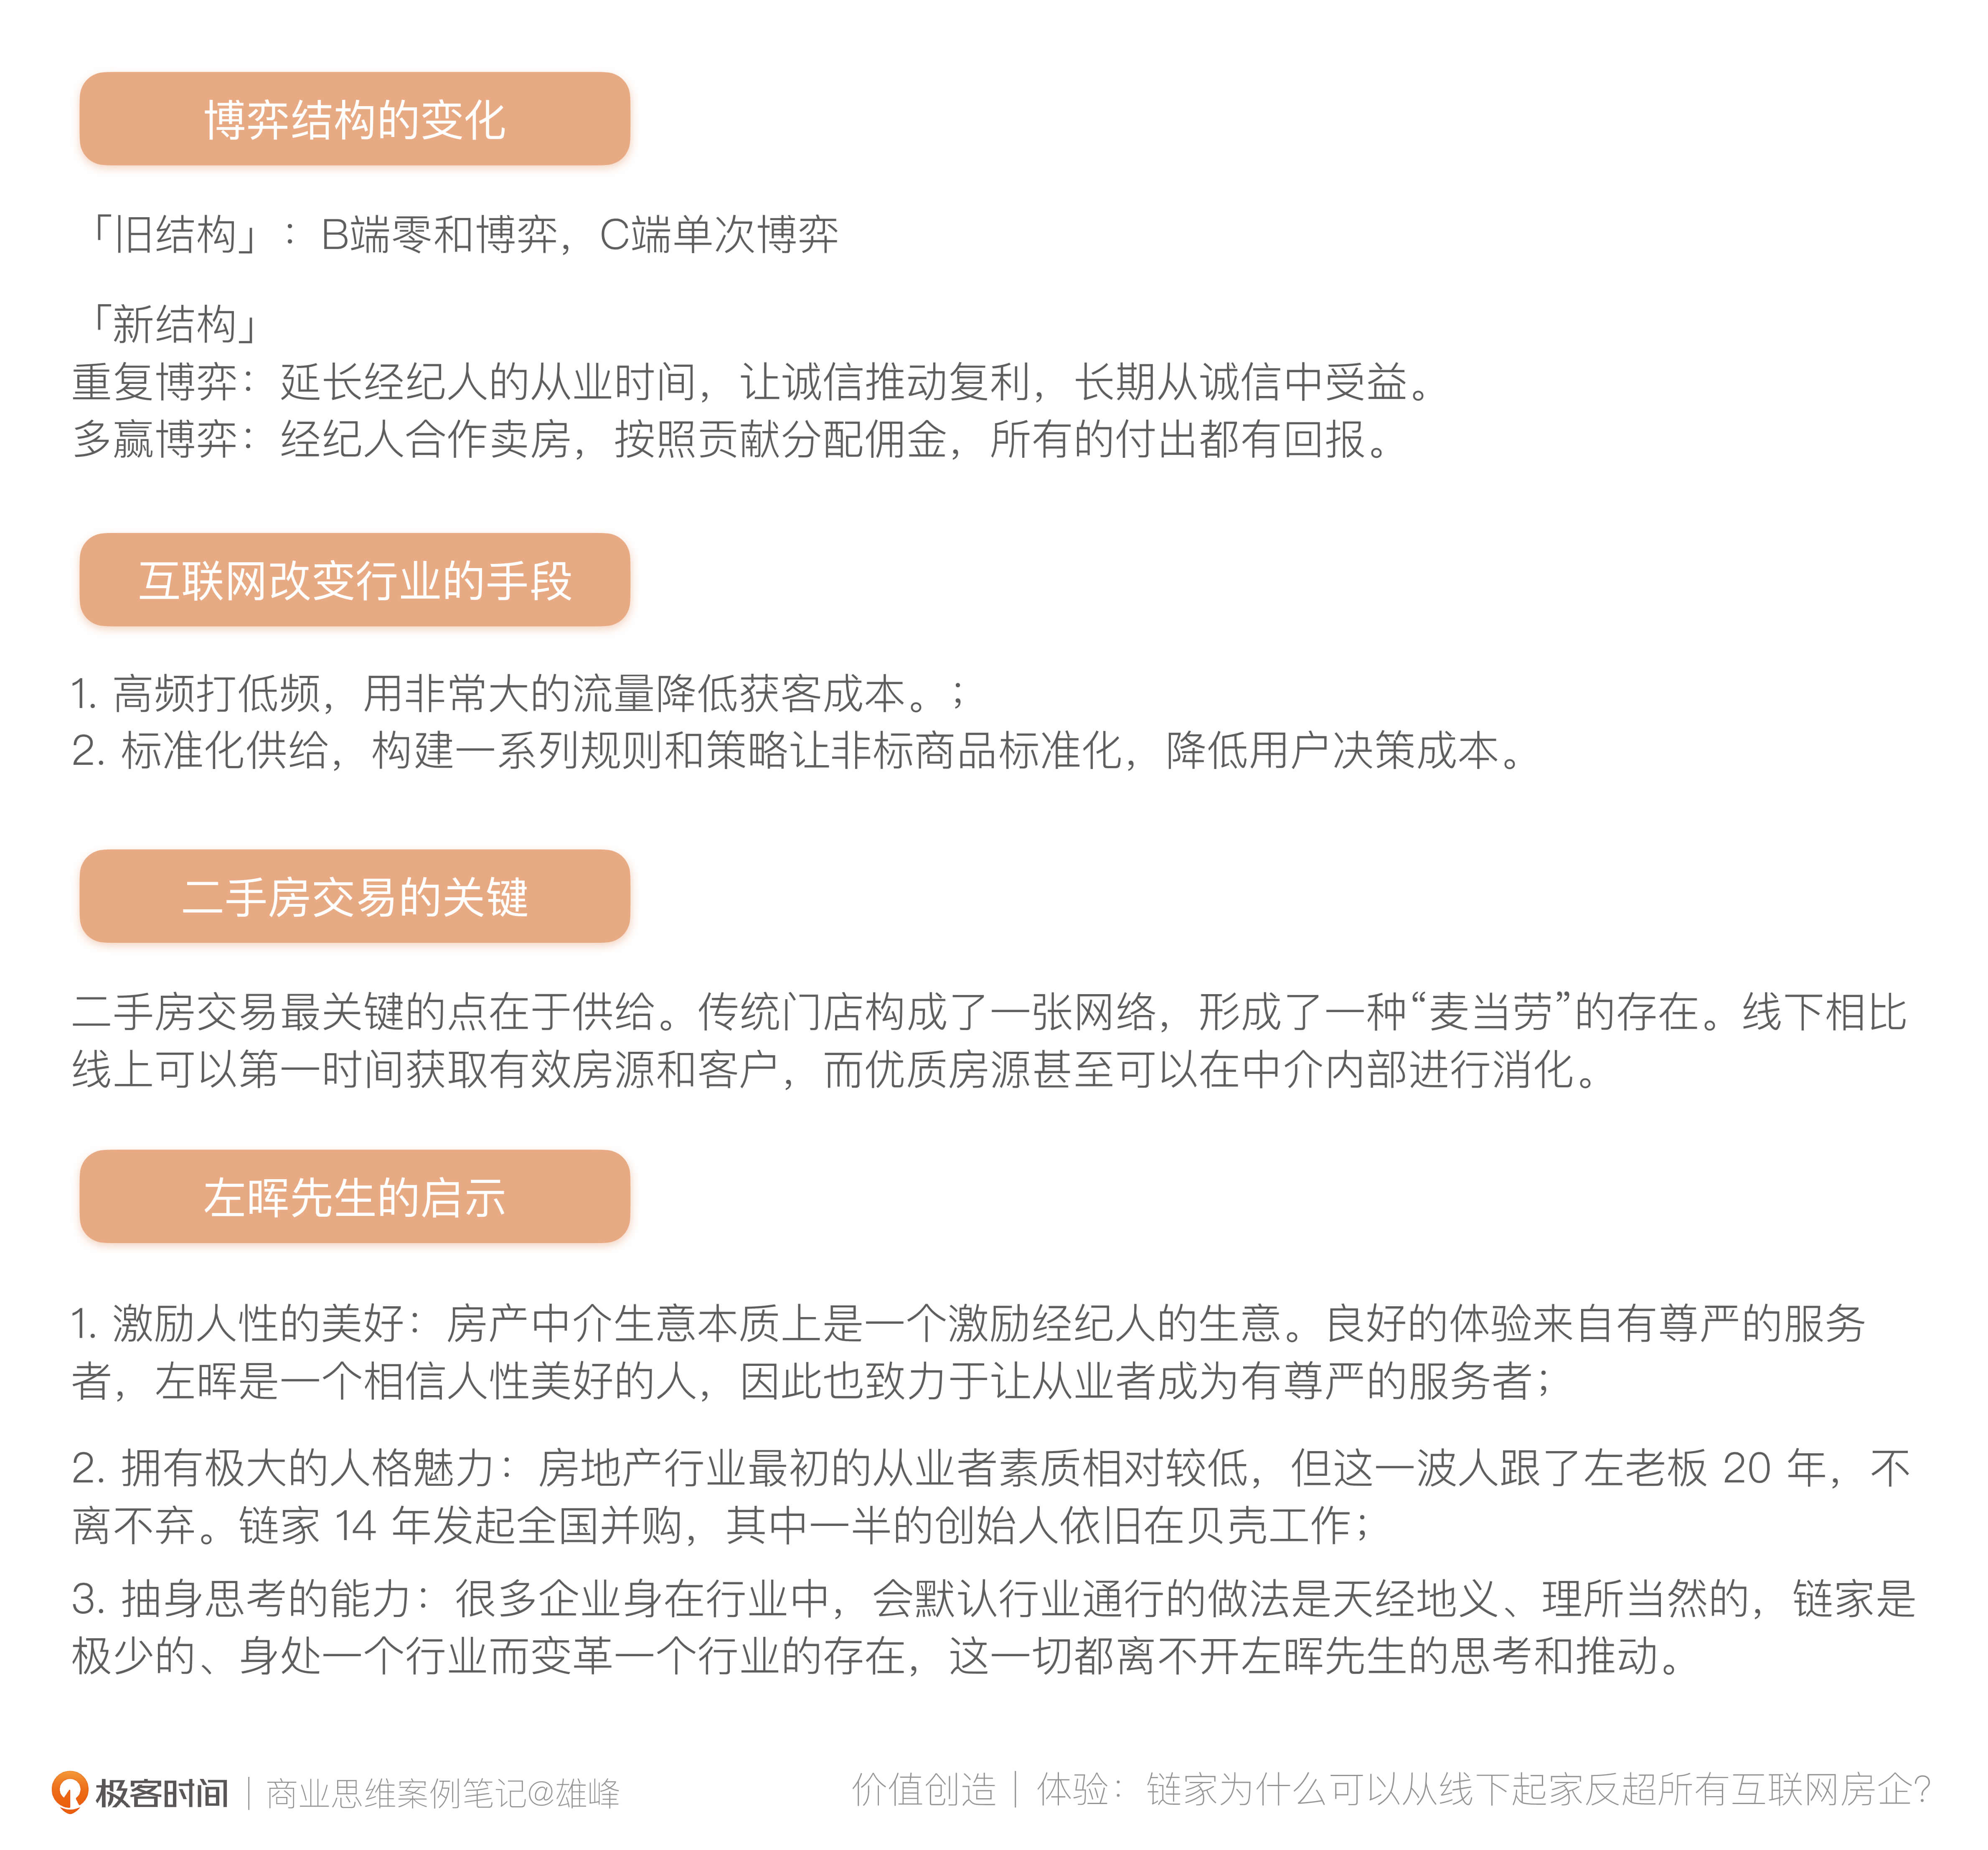 博弈结构的变化
「旧结构」：B端零和博弈，C端单次博弈
「新结构」
重复博弈：延长经纪人的从业时间，让诚信推动复利，长期从诚信中受益。
多赢博弈：经纪人合作卖房，按照贡献分配佣金，所有的付出都有回报。
互联网改变行业的手段
1. 高频打低频，用非常大的流量降低获客成本。；
2. 标准化供给，构建一系列规则和策略让非标商品标准化，降低用户决策成本。
二手房交易的关键
二手房交易最关键的点在于供给。传统门店构成了一张网络，形成了一种“麦当劳”的存在。线下相比
线上可以第一时间获取有效房源和客户，而优质房源甚至可以在中介内部进行消化。
左晖先生的启示
1. 激励人性的美好：房产中介生意本质上是一个激励经纪人的生意。良好的体验来自有尊严的服务
者，左晖是一个相信人性美好的人，因此也致力于让从业者成为有尊严的服务者；
2. 拥有极大的人格魅力：房地产行业最初的从业者素质相对较低，但这一波人跟了左老板 20 年，不
离不弃。链家 14 年发起全国并购，其中一半的创始人依旧在贝壳工作；
3. 抽身思考的能力：很多企业身在行业中，会默认行业通行的做法是天经地义、理所当然的，链家是
极少的、身处一个行业而变革一个行业的存在，这一切都离不开左晖先生的思考和推动。
极客时间 | 商业思维案例笔记@雄峰
价值创造 | 体验：链家为什么可以从线下起家反超所有互联网房企？